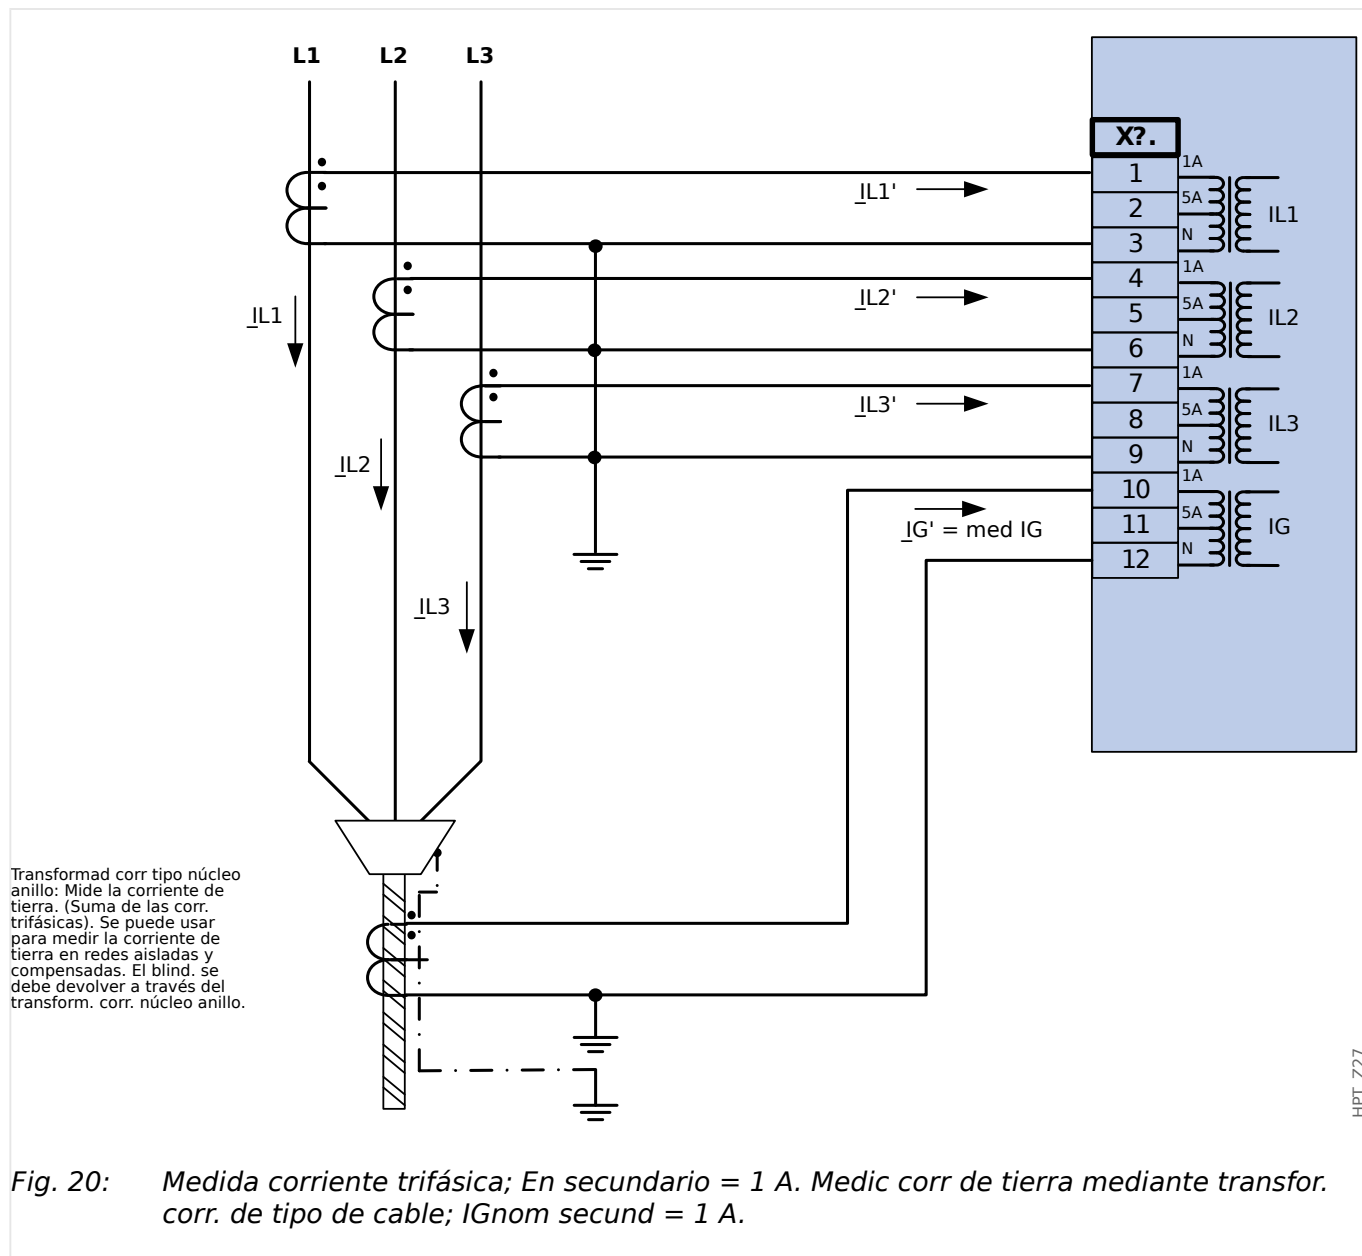 L1 L2 L3
X?.
1 1A
_IL1' 2 5A IL1
3 N
4 1A
_IL1 _IL2' 5 5A IL2
6 N
7 1A
_IL3' 8 5A IL3
_IL2 9 N
10 1A
11 5A IG
_IG' = med IG
12 N
_IL3
Transformad corr tipo núcleo
anillo: Mide la corriente de
tierra. (Suma de las corr.
trifásicas). Se puede usar
para medir la corriente de
tierra en redes aisladas y
compensadas. El blind. se
debe devolver a través del
transform. corr. núcleo anillo.
HPT_Z27
Fig. 20: Medida corriente trifásica; En secundario = 1 A. Medic corr de tierra mediante transfor.
corr. de tipo de cable; IGnom secund = 1 A.